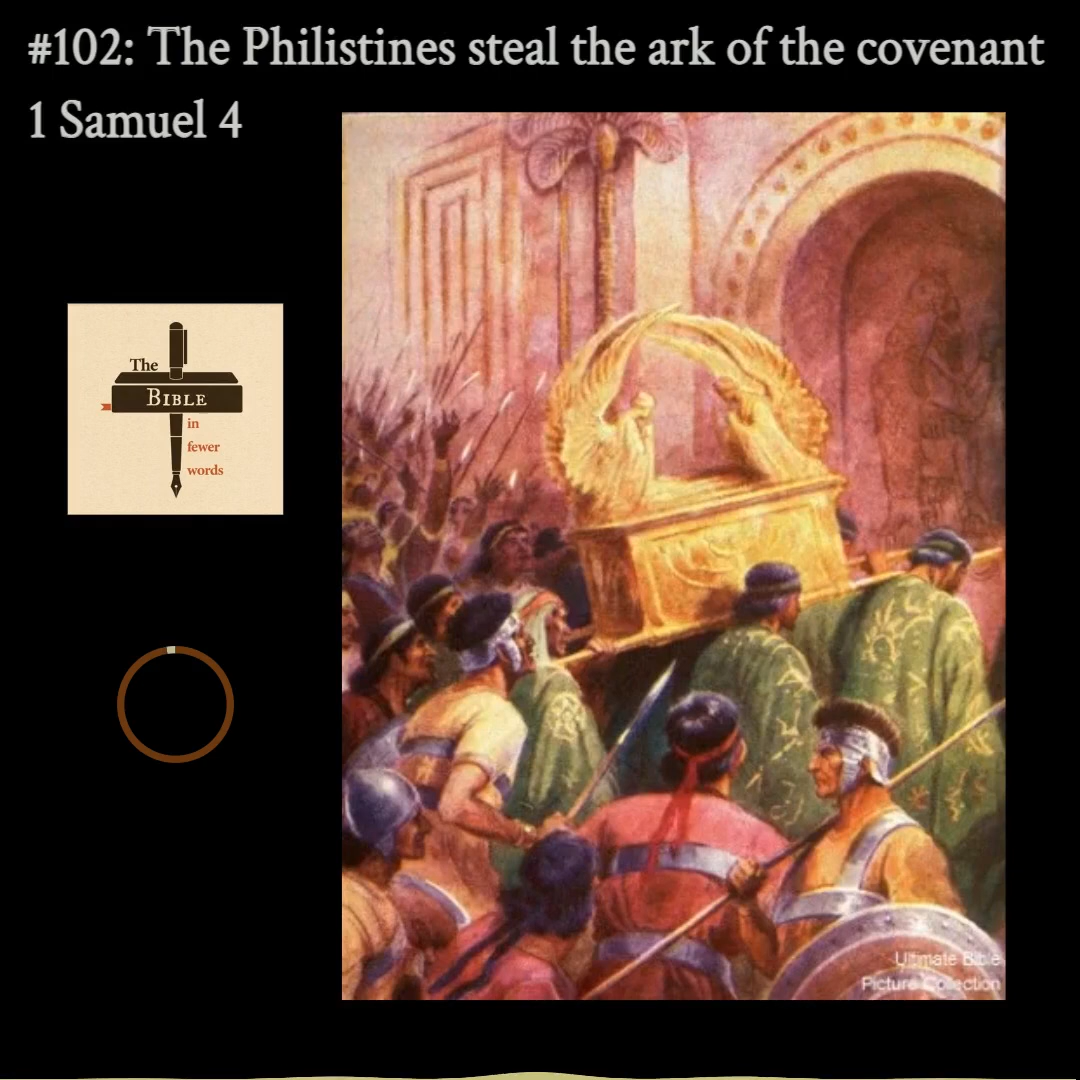 #102: The Philistines steal the ark of the covenant
1 Samuel 4
The
BIBLE
in
fewer
words
Ultimate Bible
Picture Collection